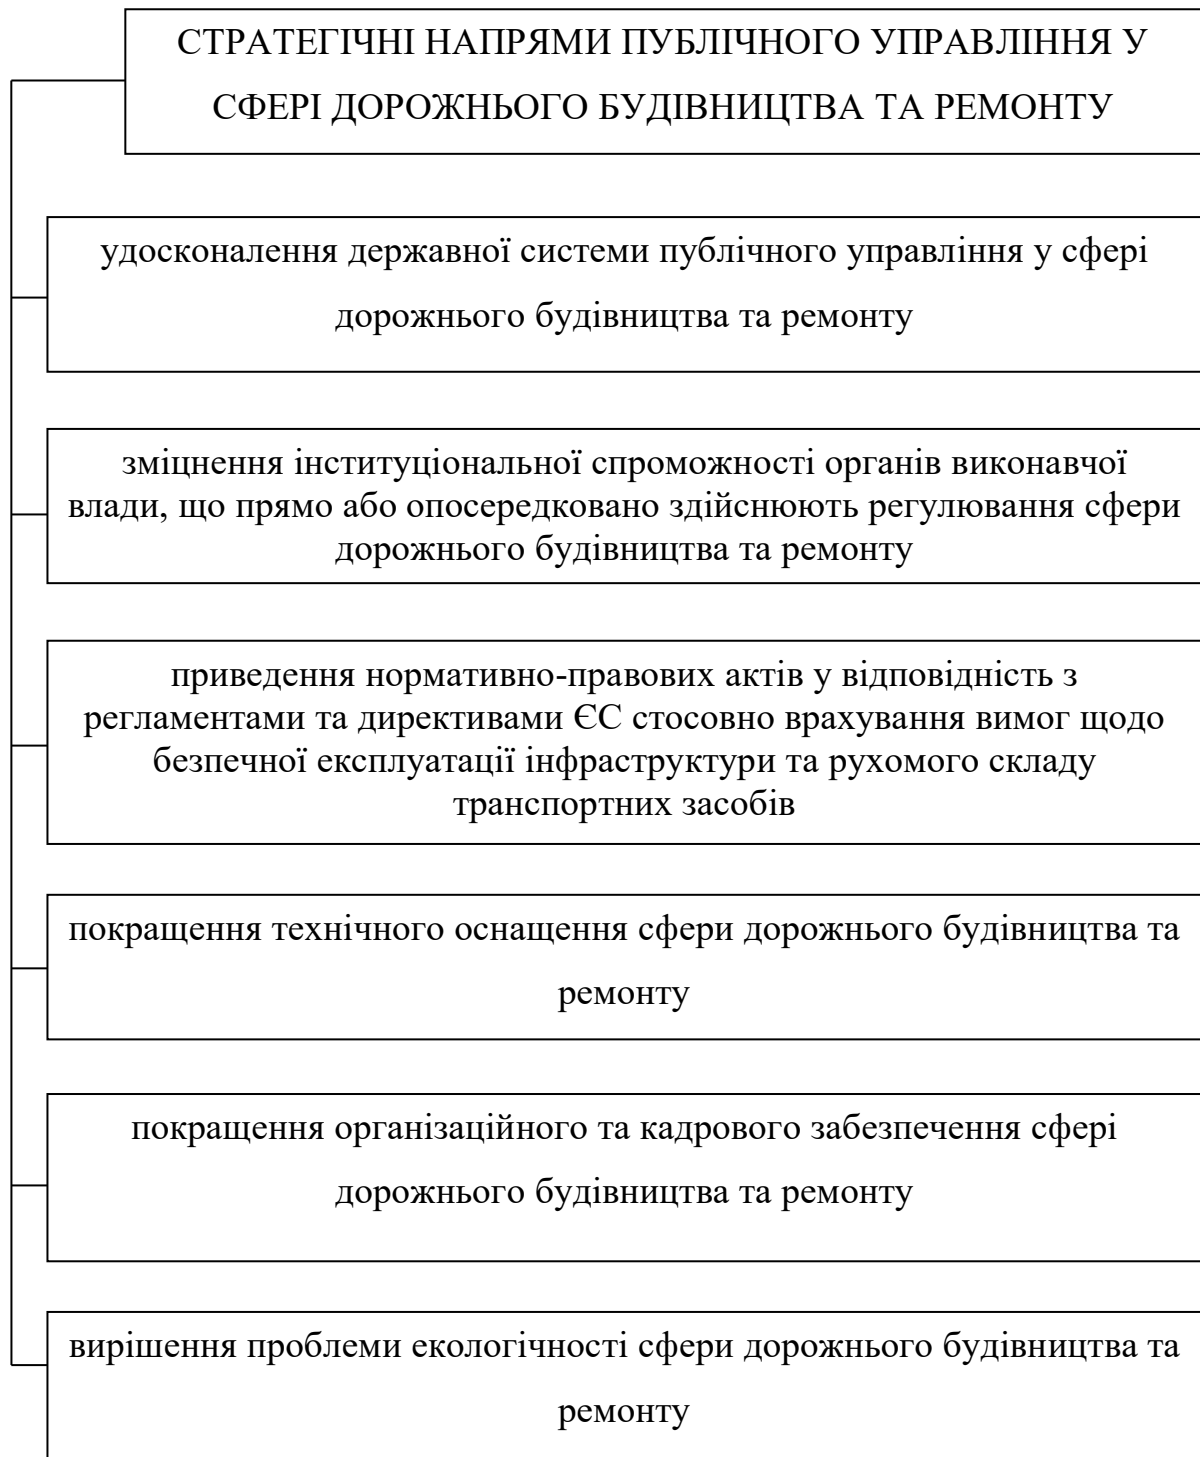 СТРАТЕГІЧНІ НАПРЯМИ ПУБЛІЧНОГО УПРАВЛІННЯ У
СФЕРІ ДОРОЖНЬОГО БУДІВНИЦТВА ТА РЕМОНТУ
удосконалення державної системи публічного управління у сфері
дорожнього будівництва та ремонту
зміцнення інституціональної спроможності органів виконавчої
влади, що прямо або опосередковано здійснюють регулювання сфери
дорожнього будівництва та ремонту
приведення нормативно-правових актів у відповідність з
регламентами та директивами ЄС стосовно врахування вимог щодо
безпечної експлуатації інфраструктури та рухомого складу
транспортних засобів
покращення технічного оснащення сфери дорожнього будівництва та
ремонту
покращення організаційного та кадрового забезпечення сфері
дорожнього будівництва та ремонту
вирішення проблеми екологічності сфери дорожнього будівництва та
ремонту